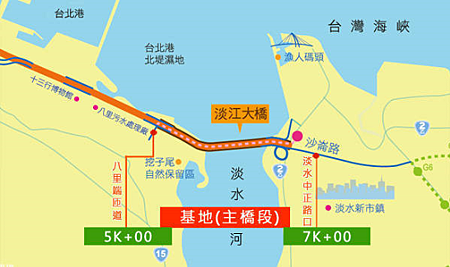 台北港
台北港
北堤濕地
台灣海峽
漁人碼頭
十三行博物館
八里污水處理廠
淡江大橋
沙崙路
2
挖子尾
自然保留區
八里端匝道
淡水河
淡水中正路口
G6
淡水新市鎮
基地(主橋段)
5K+00
7K+00
15
2